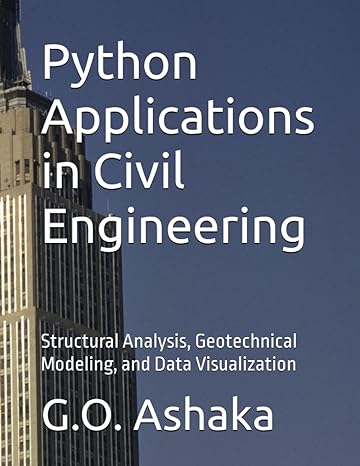 Python
Applications
in Civil
Engineering
Structural Analysis, Geotechnical
Modeling, and Data Visualization
G.O. Ashaka